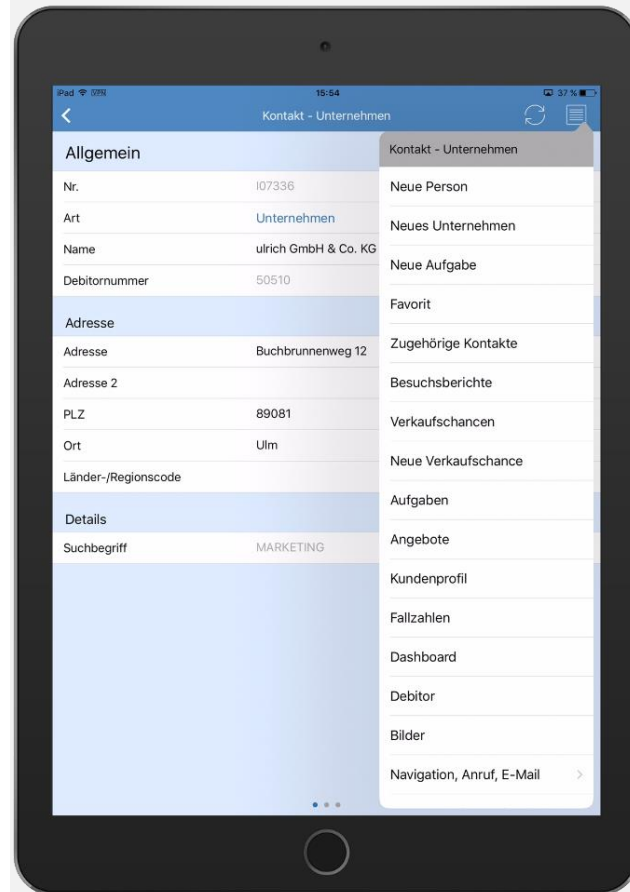 iPad VPN 15:54 37 %
Kontakt - Unternehmen
Allgemein
Nr. I07336
Art Unternehmen
Name ulrich GmbH & Co. KG
Debitornummer 50510
Adresse
Adresse Buchbrunnenweg 12
Adresse 2
PLZ 89081
Ort Ulm
Länder-/Regionscode
Details
Suchbegriff MARKETING
Kontakt - Unternehmen
Neue Person
Neues Unternehmen
Neue Aufgabe
Favorit
Zugehörige Kontakte
Besuchsberichte
Verkaufschancen
Neue Verkaufschance
Aufgaben
Angebote
Kundenprofil
Fallzahlen
Dashboard
Debitor
Bilder
Navigation, Anruf, E-Mail